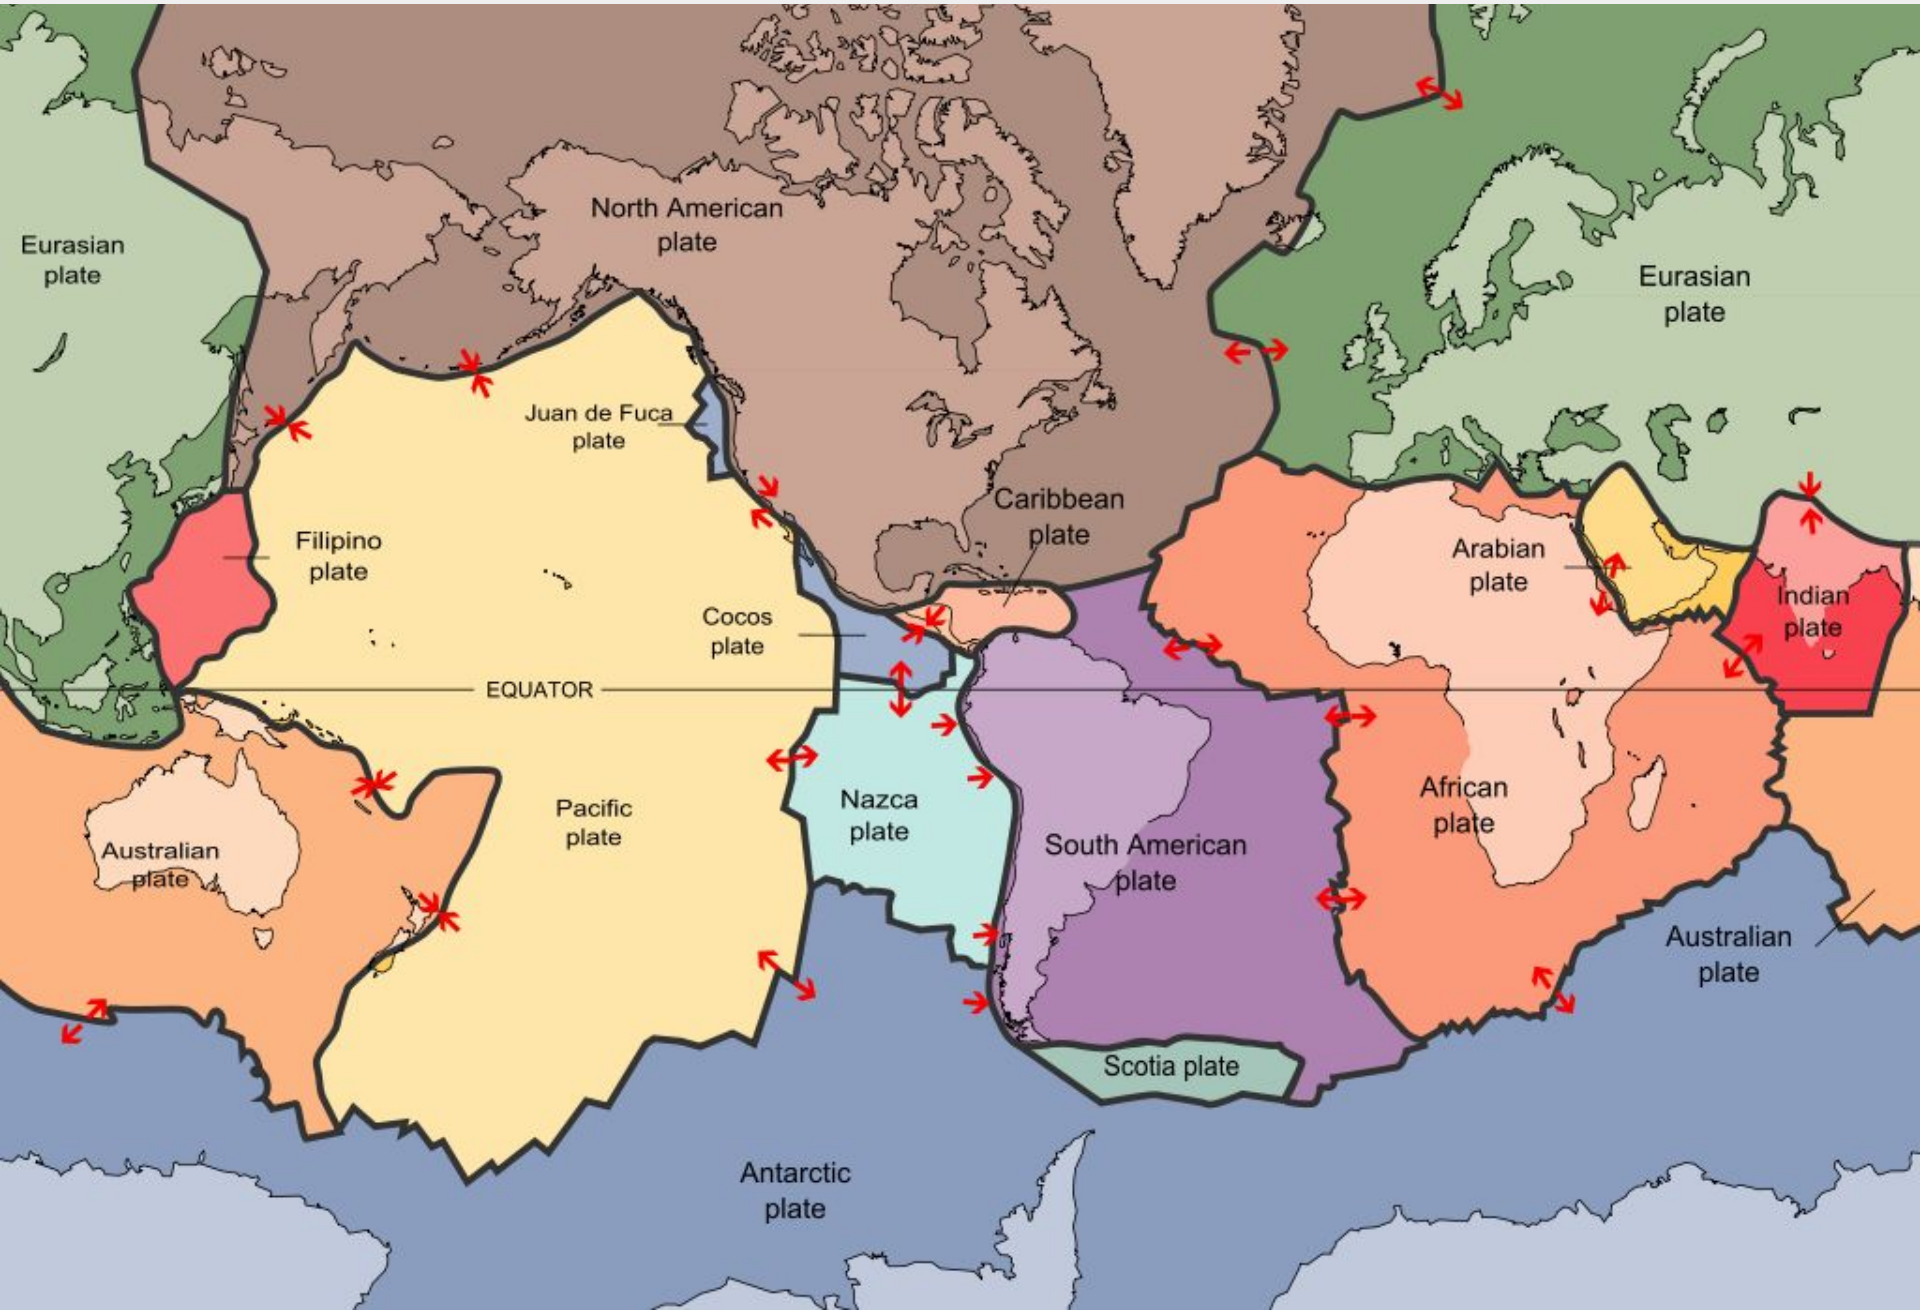 North American
plate
Eurasian
plate
Eurasian
plate
Juan de Fuca
plate
Caribbean
plate
Filipino
plate
Arabian
plate
Indian
plate
Cocos
plate
EQUATOR
Pacific
plate
Nazca
plate
African
plate
South American
plate
Australian
plate
Australian
plate
Scotia plate
Antarctic
plate